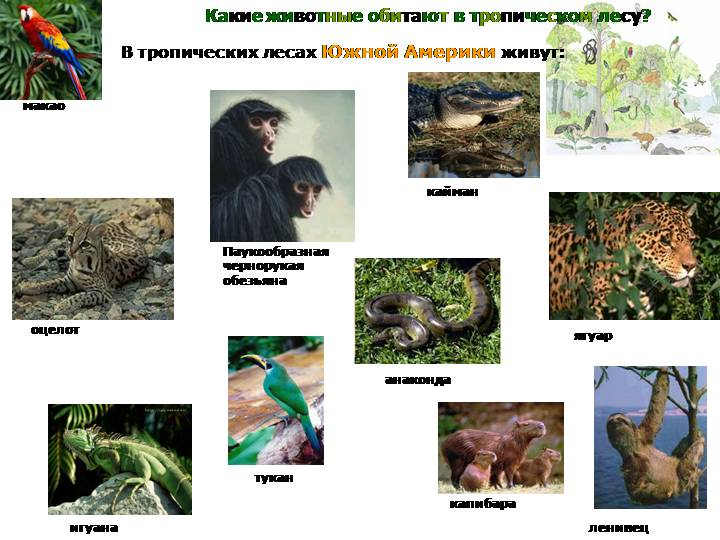 Какие животные обитают в тропическом лесу?
В тропических лесах Южной Америки живут:
макао
кайман
Паукообразная
чернорукая
обезьяна
оцелот
ягуар
анаконда
тукан
капибара
игуана
ленивец